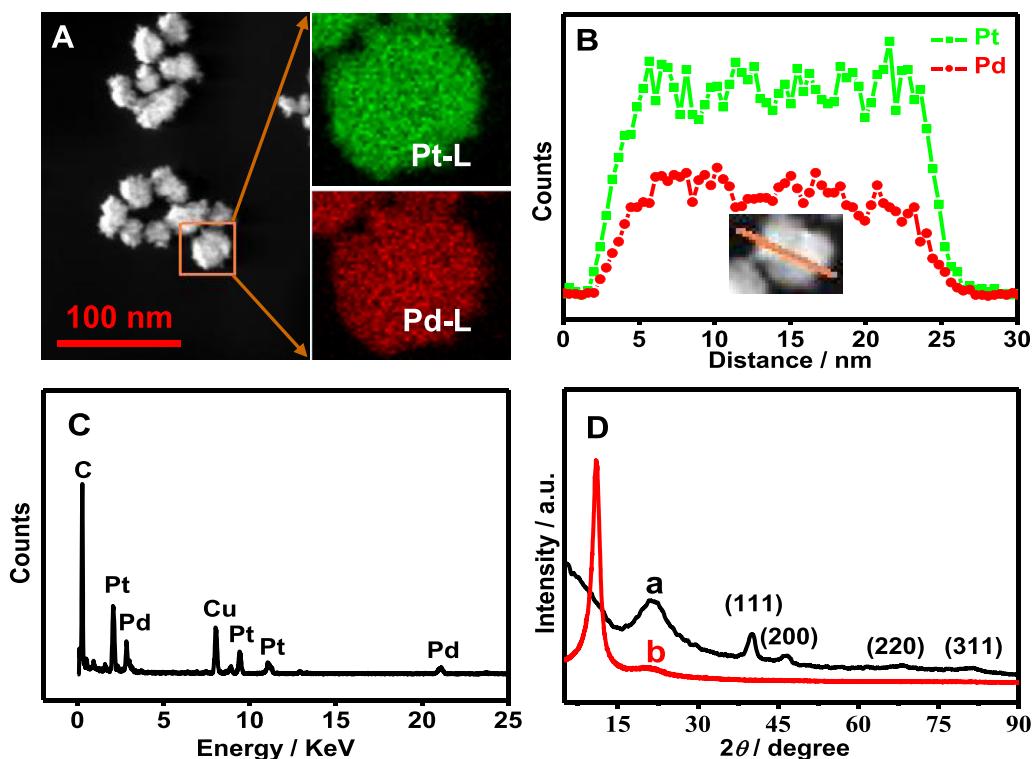 A
Pt-L
Pd-L
100 nm
B
Pt
Pd
Counts
0 5 10 15 20 25 30
Distance / nm
C
C
Pt
Pd
Cu
Pt
Pt
Pd
Counts
0 5 10 15 20 25
Energy / KeV
D
a
b
(111)
(200)
(220)
(311)
Intensity / a.u.
15 30 45 60 75 90
2θ / degree